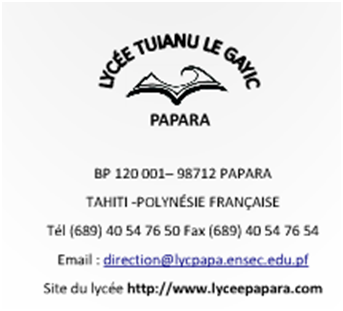 LYCÉE TUIANU LE GAYIC
PAPARA
BP 120 001– 98712 PAPARA
TAHITI -POLYNÉSIE FRANÇAISE
Tél (689) 40 54 76 50 Fax (689) 40 54 76 54
Email : direction@lycpapa.ensec.edu.pf
Site du lycée http://www.lyceepapara.com